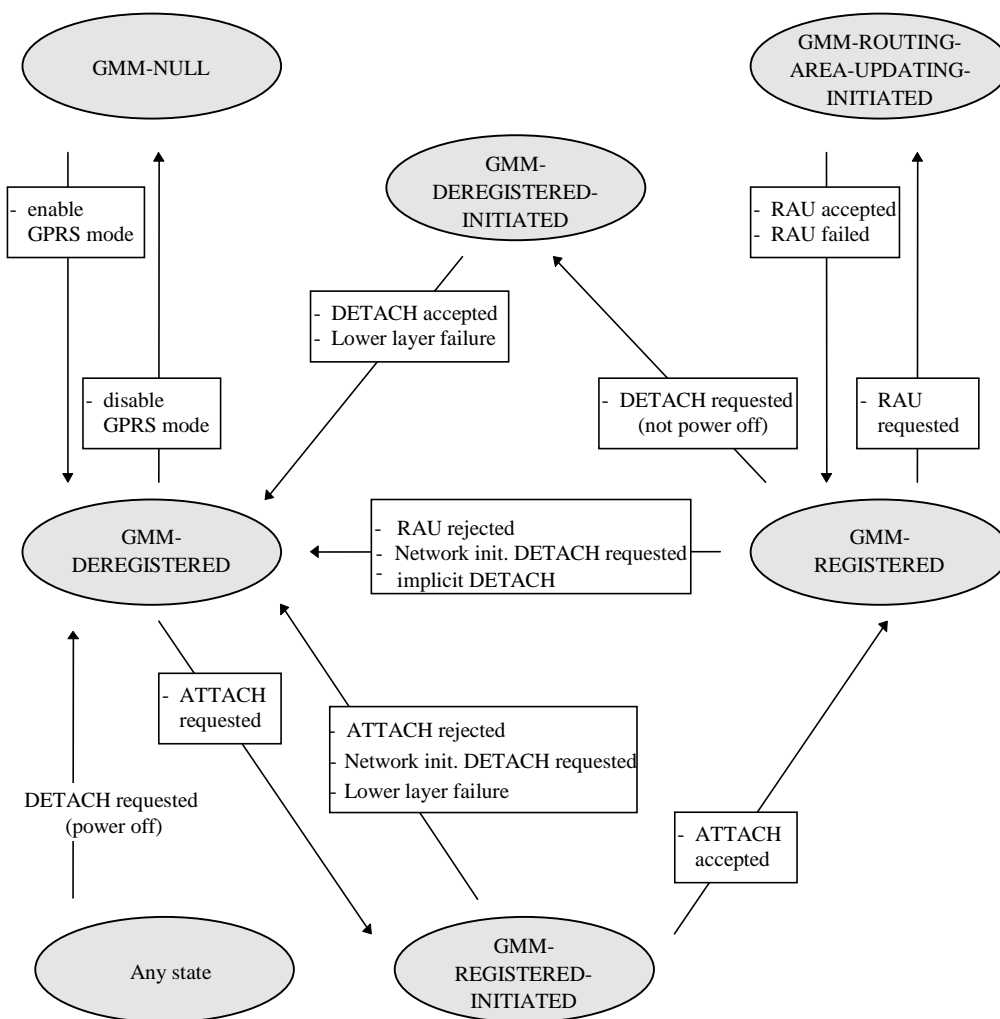 GMM-NULL
GMM-ROUTING-
AREA-UPDATING-
INITIATED
GMM-
DEREGISTERED-
INITIATED
- enable
GPRS mode
- RAU accepted
- RAU failed
- DETACH accepted
- Lower layer failure
- disable
GPRS mode
- DETACH requested
(not power off)
- RAU
requested
GMM-
DEREGISTERED
- RAU rejected
- Network init. DETACH requested
- implicit DETACH
GMM-
REGISTERED
- ATTACH
requested
- ATTACH rejected
- Network init. DETACH requested
- Lower layer failure
DETACH requested
(power off)
- ATTACH
accepted
Any state
GMM-
REGISTERED-
INITIATED